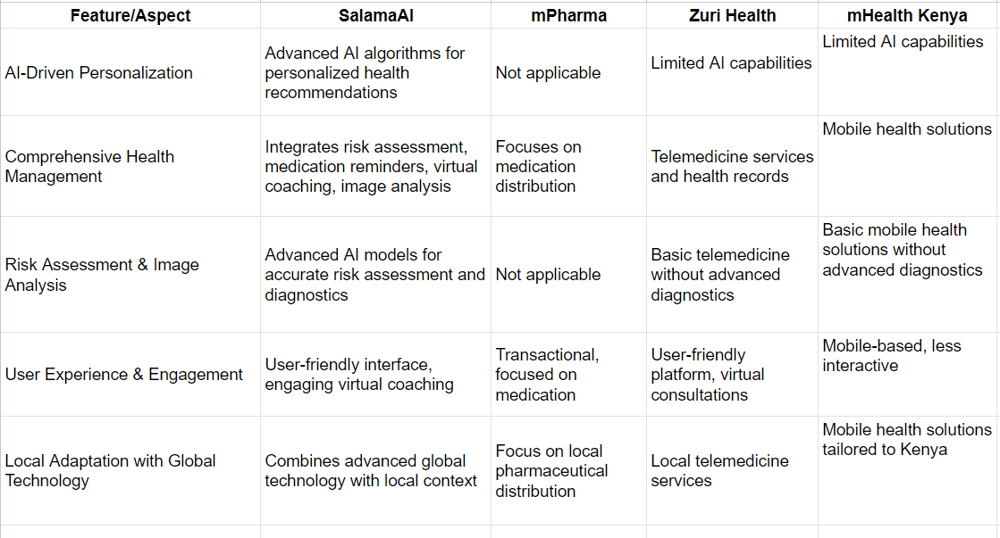 Feature/Aspect
SalamaAI
mPharma
Zuri Health
mHealth Kenya
AI-Driven Personalization
Advanced AI algorithms for
personalized health
recommendations
Not applicable
Limited AI capabilities
Limited AI capabilities
Comprehensive Health
Management
Integrates risk assessment,
medication reminders, virtual
coaching, image analysis
Focuses on
medication
distribution
Telemedicine services
and health records
Mobile health solutions
Risk Assessment & Image
Analysis
Advanced AI models for
accurate risk assessment and
diagnostics
Not applicable
Basic telemedicine
without advanced
diagnostics
Basic mobile health
solutions without
advanced diagnostics
User Experience & Engagement
User-friendly interface,
engaging virtual coaching
Transactional,
focused on
medication
User-friendly
platform, virtual
consultations
Mobile-based, less
interactive
Local Adaptation with Global
Technology
Combines advanced global
technology with local context
Focus on local
pharmaceutical
distribution
Local telemedicine
services
Mobile health solutions
tailored to Kenya